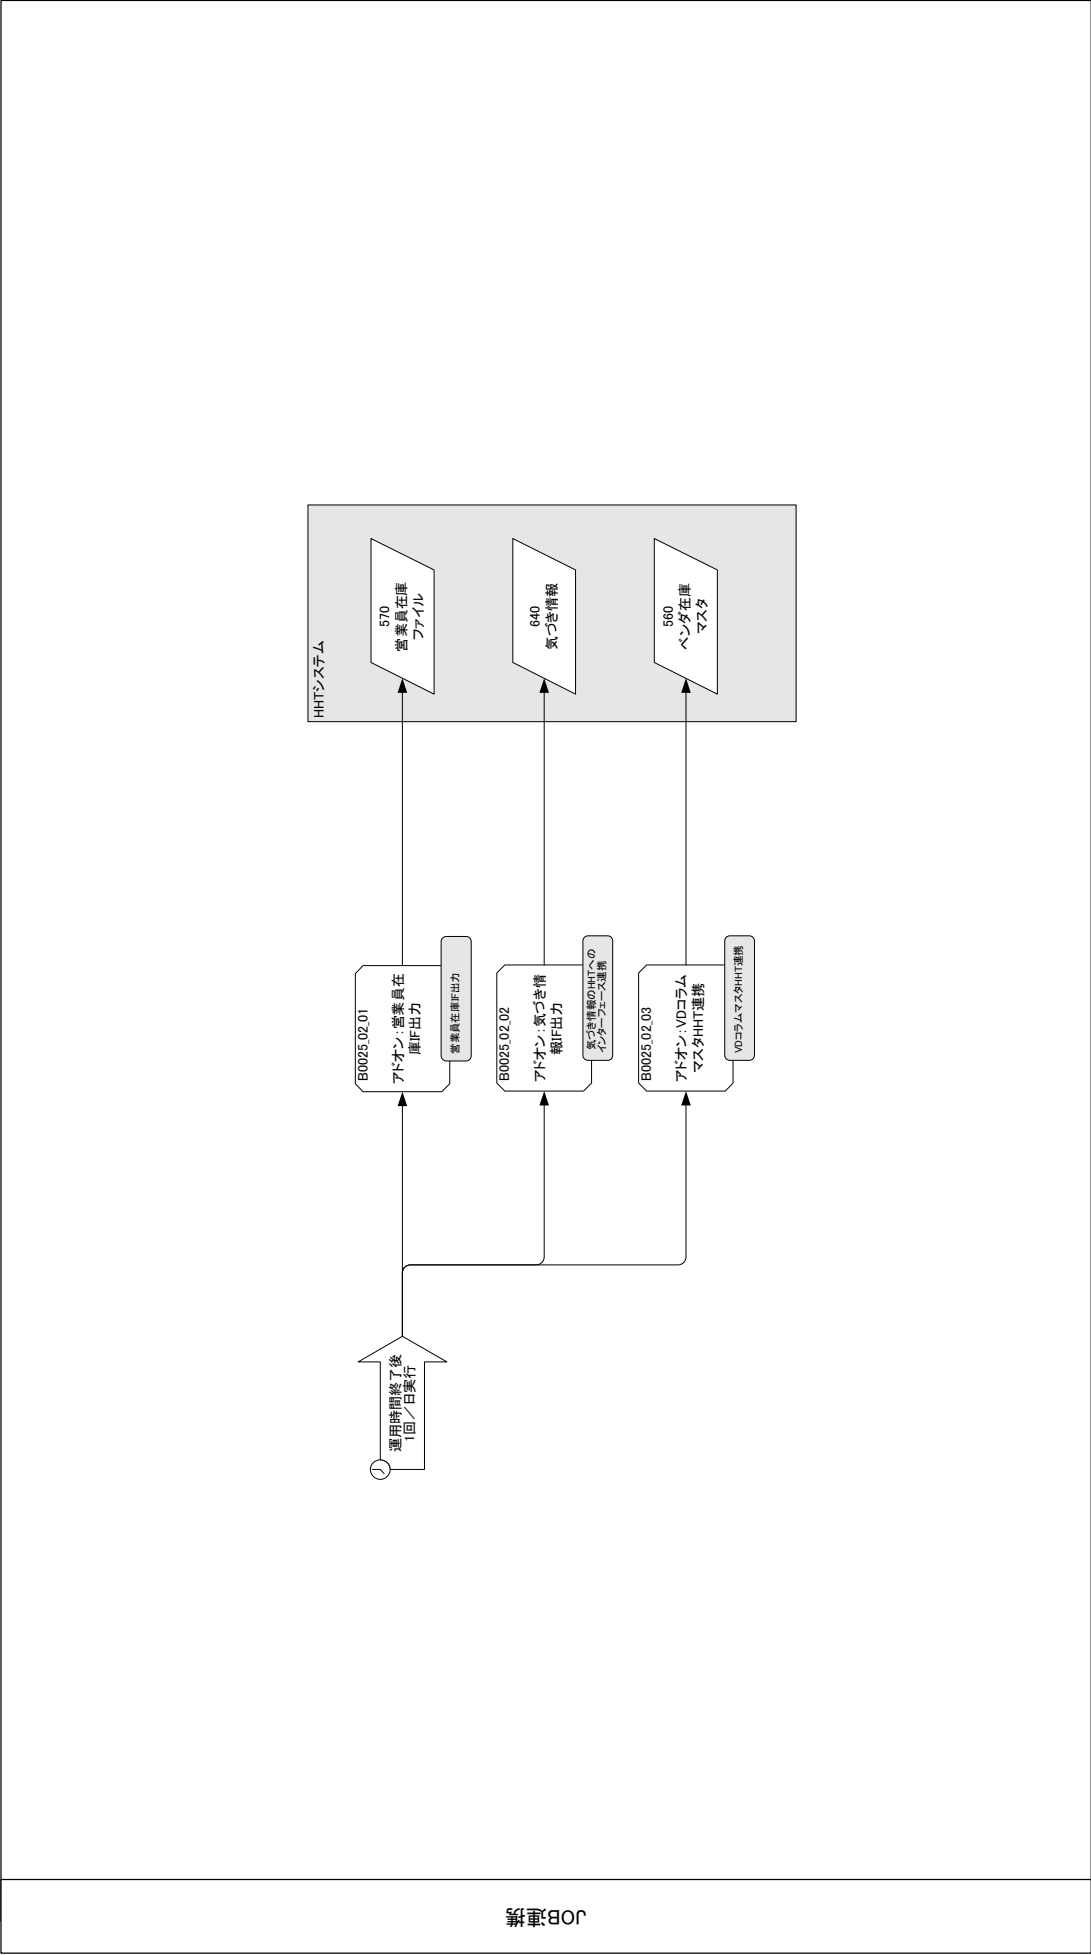 JOB連携
運用時間終了後
1回／日実行
B0025_02_01
アドオン：営業員在
庫IF出力
営業員在庫IF出力
B0025_02_02
アドオン：気づき情
報IF出力
気づき情報のHHTへの
インターフェース連携
B0025_02_03
アドオン：VDコラム
マスタHHT連携
VDコラムマスタHHT連携
HHTシステム
570
営業員在庫
ファイル
640
気づき情報
560
ベンダ在庫
マスタ